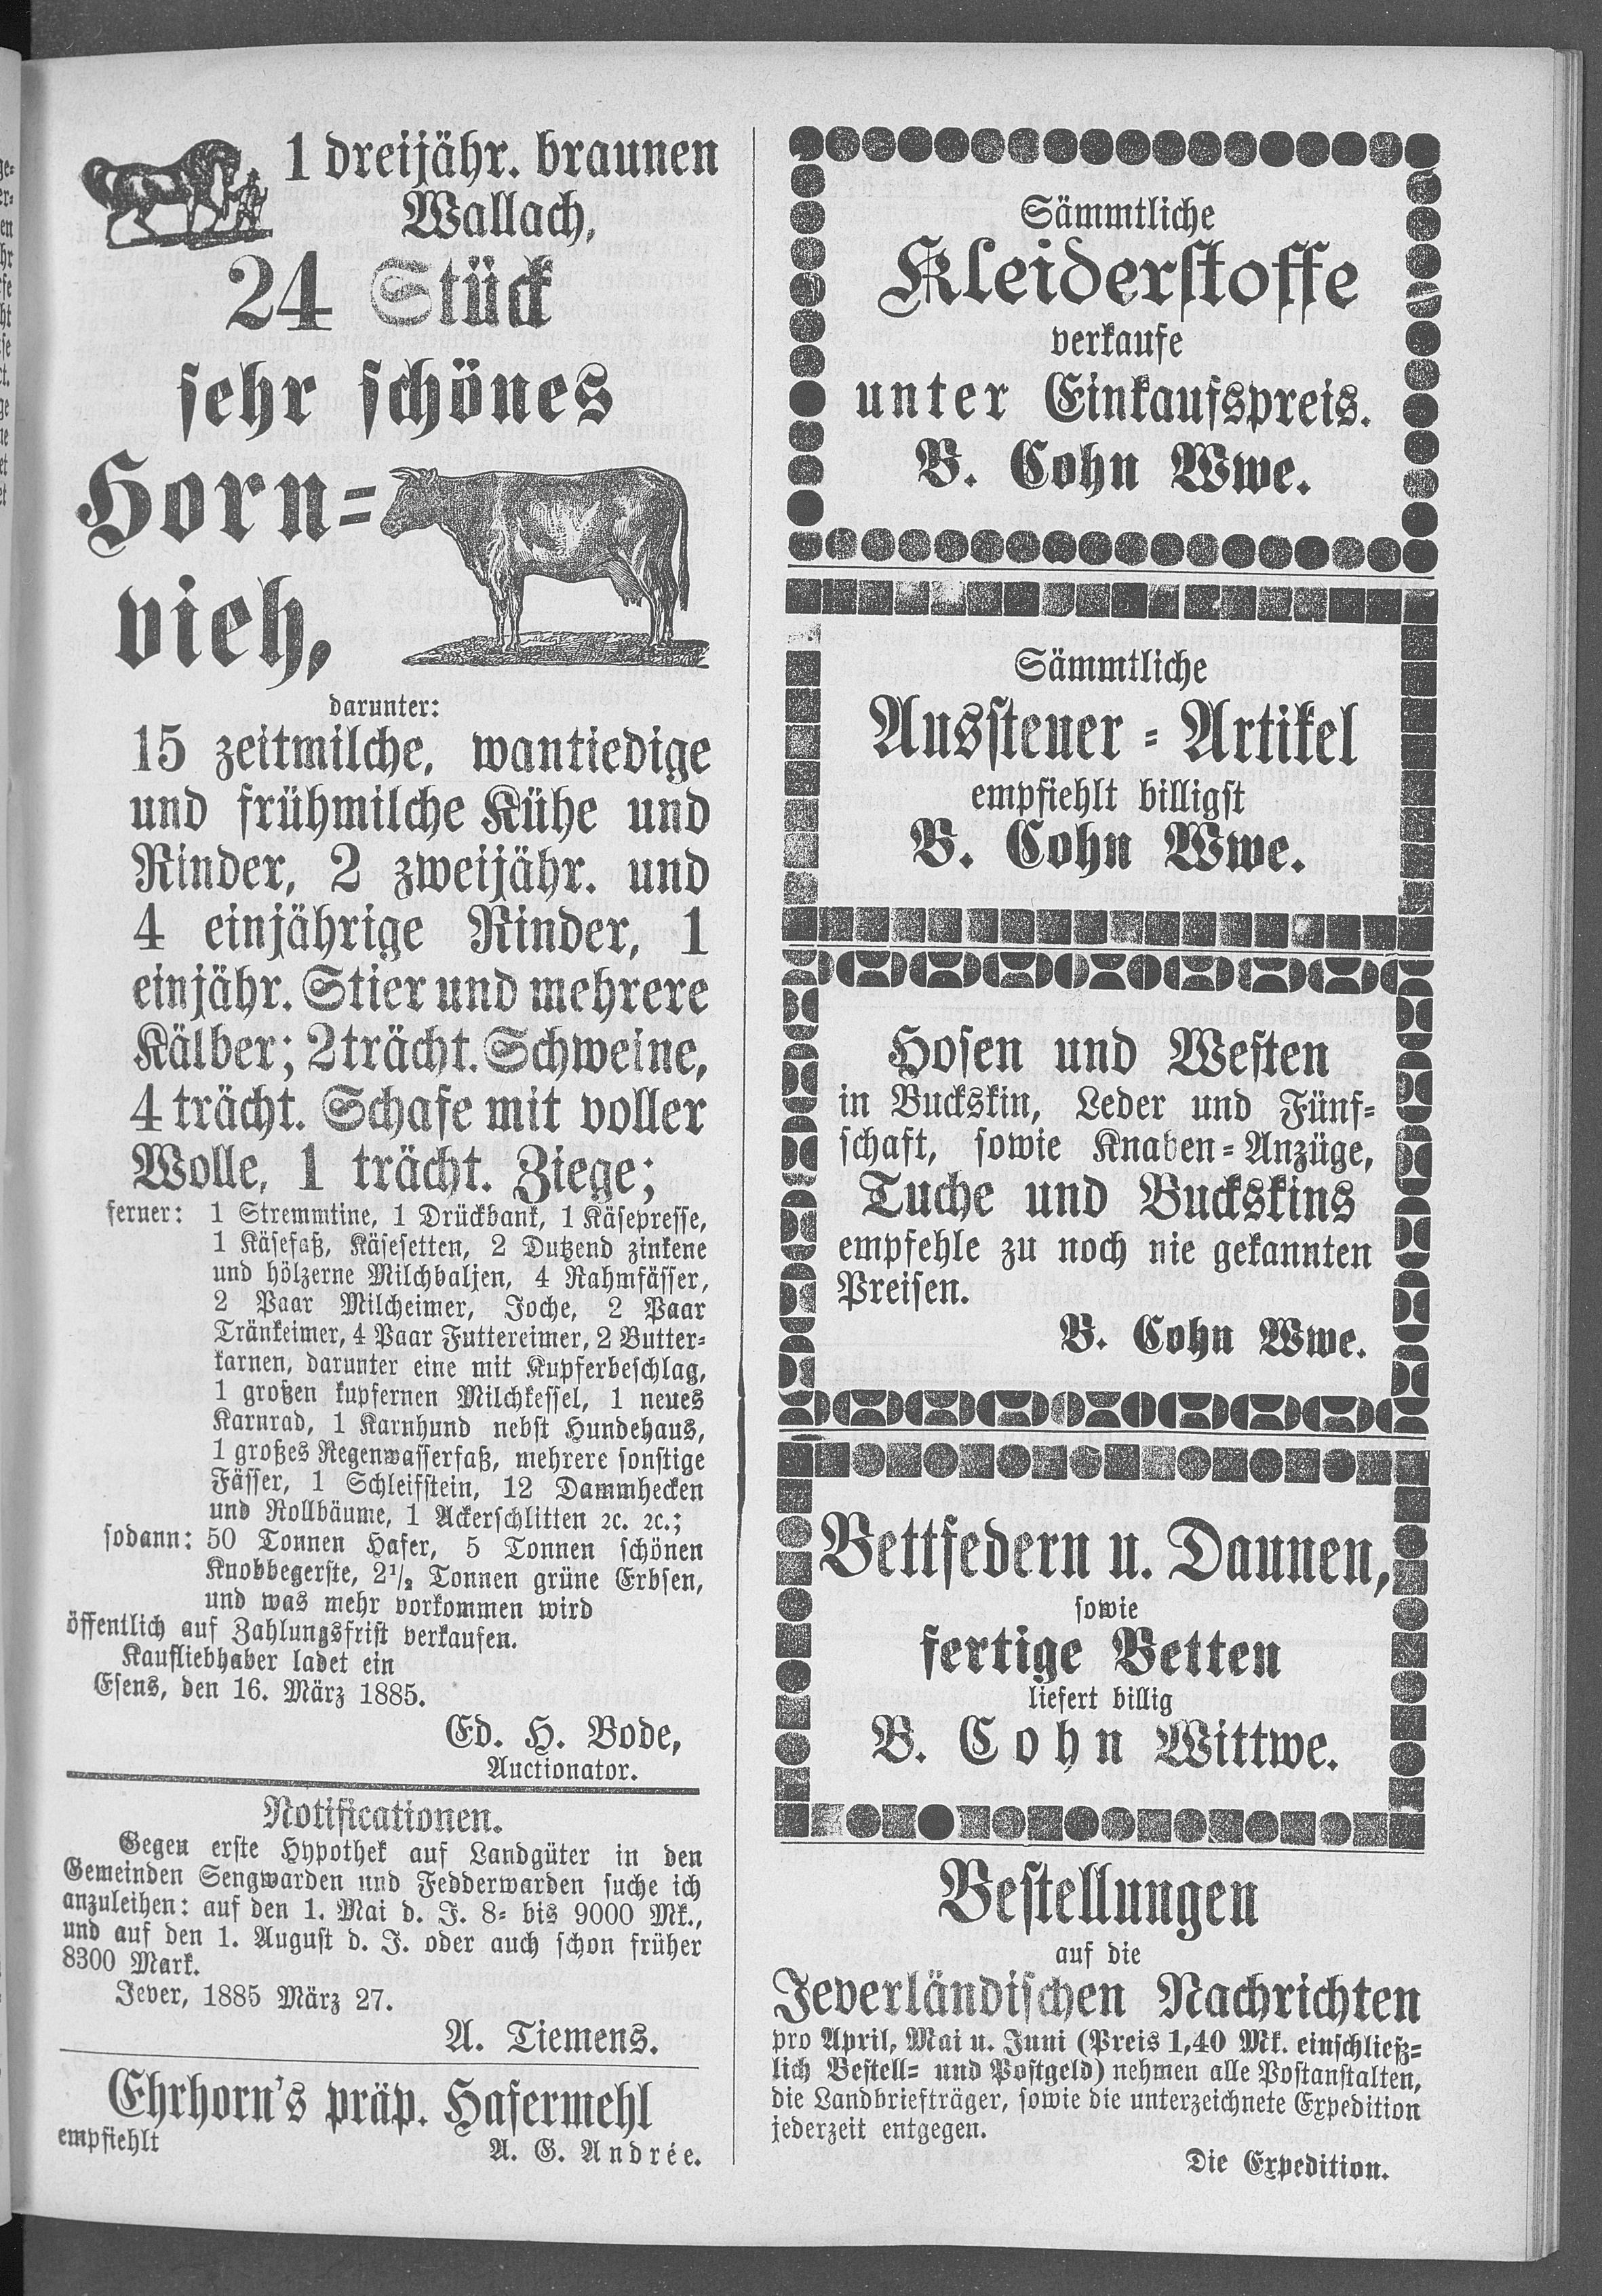 1 dreijähr. braunen
Wallach,
24 Stück
sehr schönes
Horn-
vieh,
darunter:
15 zeitmilche, wantiedige
und frühmilche Kühe und
Rinder, 2 zweijähr. und
4 einjährige Rinder, 1
einjähr. Stier und mehrere
Kälber; 2 trächt. Schweine,
4 trächt. Schafe mit voller
Wolle, 1 trächt. Ziege;
ferner: 1 Stremmtine, 1 Drückbank, 1 Käsepresse,
1 Käsefaß, Käsesetten, 2 Dutzend zinkene
und hölzerne Milchbaljen, 4 Rahmfässer,
2 Paar Milcheimer, Joche, 2 Paar
Tränkeimer, 4 Paar Futtereimer, 2 Butter-
karnen, darunter eine mit Kupferbeschlag,
1 großen kupfernen Milchkessel, 1 neues
Karnrad, 1 Karnhund nebst Hundehaus,
1 großes Regenwasserfaß, mehrere sonstige
Fässer, 1 Schleifstein, 12 Dammhecken
und Rollbäume, 1 Ackerschlitten ꝛc. ꝛc.;
sodann: 50 Tonnen Hafer, 5 Tonnen schönen
Knobbegerste, 2½ Tonnen grüne Erbsen,
und was mehr vorkommen wird
öffentlich auf Zahlungsfrist verkaufen.
Kaufliebhaber ladet ein
Esens, den 16. März 1885.
Ed. H. Bode,
Auctionator.
Notificationen.
Gegen erste Hypothek auf Landgüter in den
Gemeinden Sengwarden und Fedderwarden suche ich
anzuleihen: auf den 1. Mai d. J. 8- bis 9000 Mk.,
und auf den 1. August d. J. oder auch schon früher
8300 Mark.
Jever, 1885 März 27.
A. Tiemens.
Ehrhorn's präp. Hafermehl
empfiehlt
A. G. Andrée.
Sämmtliche
Kleiderstoffe
verkaufe
unter Einkaufspreis.
B. Cohn Wwe.
Sämmtliche
Aussteuer-Artikel
empfiehlt billigst
B. Cohn Wwe.
Hosen und Westen
in Buckskin, Leder und Fünf-
schaft, sowie Knaben-Anzüge,
Tuche und Buckskins
empfehle zu noch nie gekannten
Preisen.
B. Cohn Wwe.
Bettfedern u. Daunen,
sowie
fertige Betten
liefert billig
B. Cohn Wittwe.
Bestellungen
auf die
Jeverländischen Nachrichten
pro April, Mai u. Juni (Preis 1,40 Mk. einschließ-
lich Bestell- und Postgeld) nehmen alle Postanstalten,
die Landbriefträger, sowie die unterzeichnete Expedition
jederzeit entgegen.
Die Expedition.